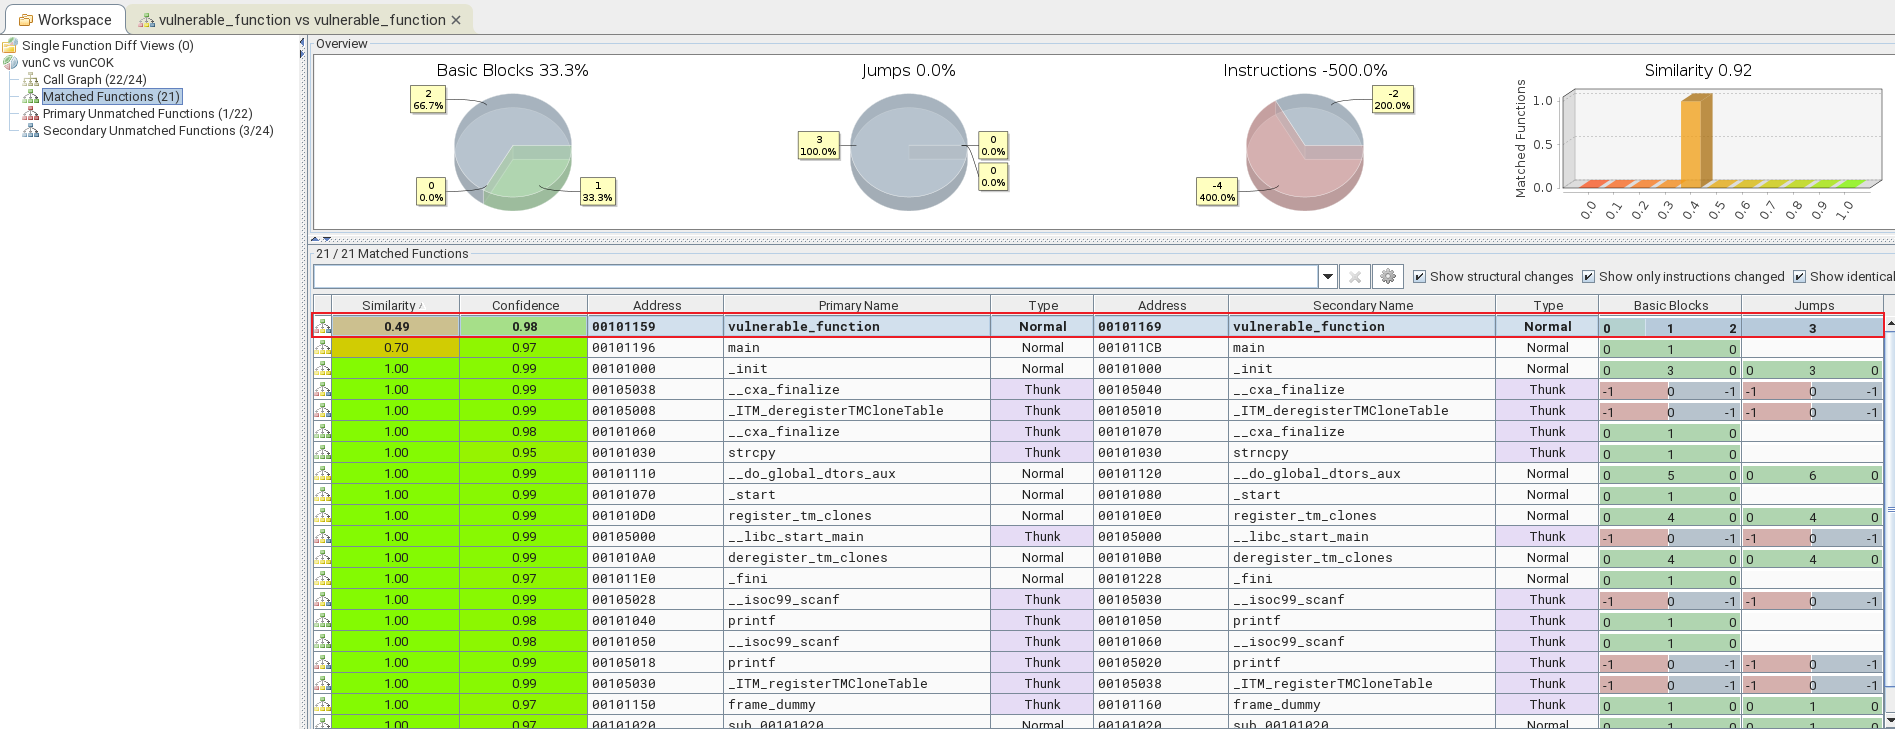 Workspace
vulnerable_function vs vulnerable_function
Single Function Diff Views (0)
vunC vs vunCOK
Call Graph (22/24)
Matched Functions (21)
Primary Unmatched Functions (1/22)
Secondary Unmatched Functions (3/24)
Overview
Basic Blocks 33.3%
2
66.7%
0
0.0%
1
33.3%
Jumps 0.0%
3
100.0%
0
0.0%
0
0.0%
Instructions -500.0%
-2
200.0%
-4
400.0%
Similarity 0.92
Matched Functions
1.0
0.5
0.0
0.0 0.1 0.2 0.3 0.4 0.5 0.6 0.7 0.8 0.9 1.0
21 / 21 Matched Functions
Show structural changes Show only instructions changed Show identical
Similarity Confidence Address Primary Name Type Address Secondary Name Type Basic Blocks Jumps
0.49 0.98 00101159 vulnerable_function Normal 00101169 vulnerable_function Normal 0 1 2 3
0.70 0.97 00101196 main Normal 001011CB main Normal 0 1 0
1.00 0.99 00101000 _init Normal 00101000 _init Normal 0 3 0 0 3 0
1.00 0.99 00105038 __cxa_finalize Thunk 00105040 __cxa_finalize Thunk -1 0 -1 -1 0 -1
1.00 0.99 00105008 _ITM_deregisterTMCloneTable Thunk 00105010 _ITM_deregisterTMCloneTable Thunk -1 0 -1 -1 0 -1
1.00 0.98 00101060 __cxa_finalize Thunk 00101070 __cxa_finalize Thunk 0 1 0
1.00 0.95 00101030 strcpy Thunk 00101030 strncpy Thunk 0 1 0
1.00 0.99 00101110 __do_global_dtors_aux Normal 00101120 __do_global_dtors_aux Normal 0 5 0 0 6 0
1.00 0.99 00101070 _start Normal 00101080 _start Normal 0 1 0
1.00 0.99 001010D0 register_tm_clones Normal 001010E0 register_tm_clones Normal 0 4 0 0 4 0
1.00 0.99 00105000 __libc_start_main Thunk 00105000 __libc_start_main Thunk -1 0 -1 -1 0 -1
1.00 0.99 001010A0 deregister_tm_clones Normal 001010B0 deregister_tm_clones Normal 0 4 0 0 4 0
1.00 0.97 001011E0 _fini Normal 00101228 _fini Normal 0 1 0
1.00 0.99 00105028 __isoc99_scanf Thunk 00105030 __isoc99_scanf Thunk -1 0 -1 -1 0 -1
1.00 0.98 00101040 printf Thunk 00101050 printf Thunk 0 1 0
1.00 0.98 00101050 __isoc99_scanf Thunk 00101060 __isoc99_scanf Thunk 0 1 0
1.00 0.99 00105018 printf Thunk 00105020 printf Thunk -1 0 -1 -1 0 -1
1.00 0.99 00105030 _ITM_registerTMCloneTable Thunk 00105038 _ITM_registerTMCloneTable Thunk -1 0 -1 -1 0 -1
1.00 0.97 00101150 frame_dummy Thunk 00101160 frame_dummy Thunk 0 1 0 0 1 0
1.00 0.97 00101020 sub_00101020 Normal 00101020 sub_00101020 Normal 0 1 0 0 1 0